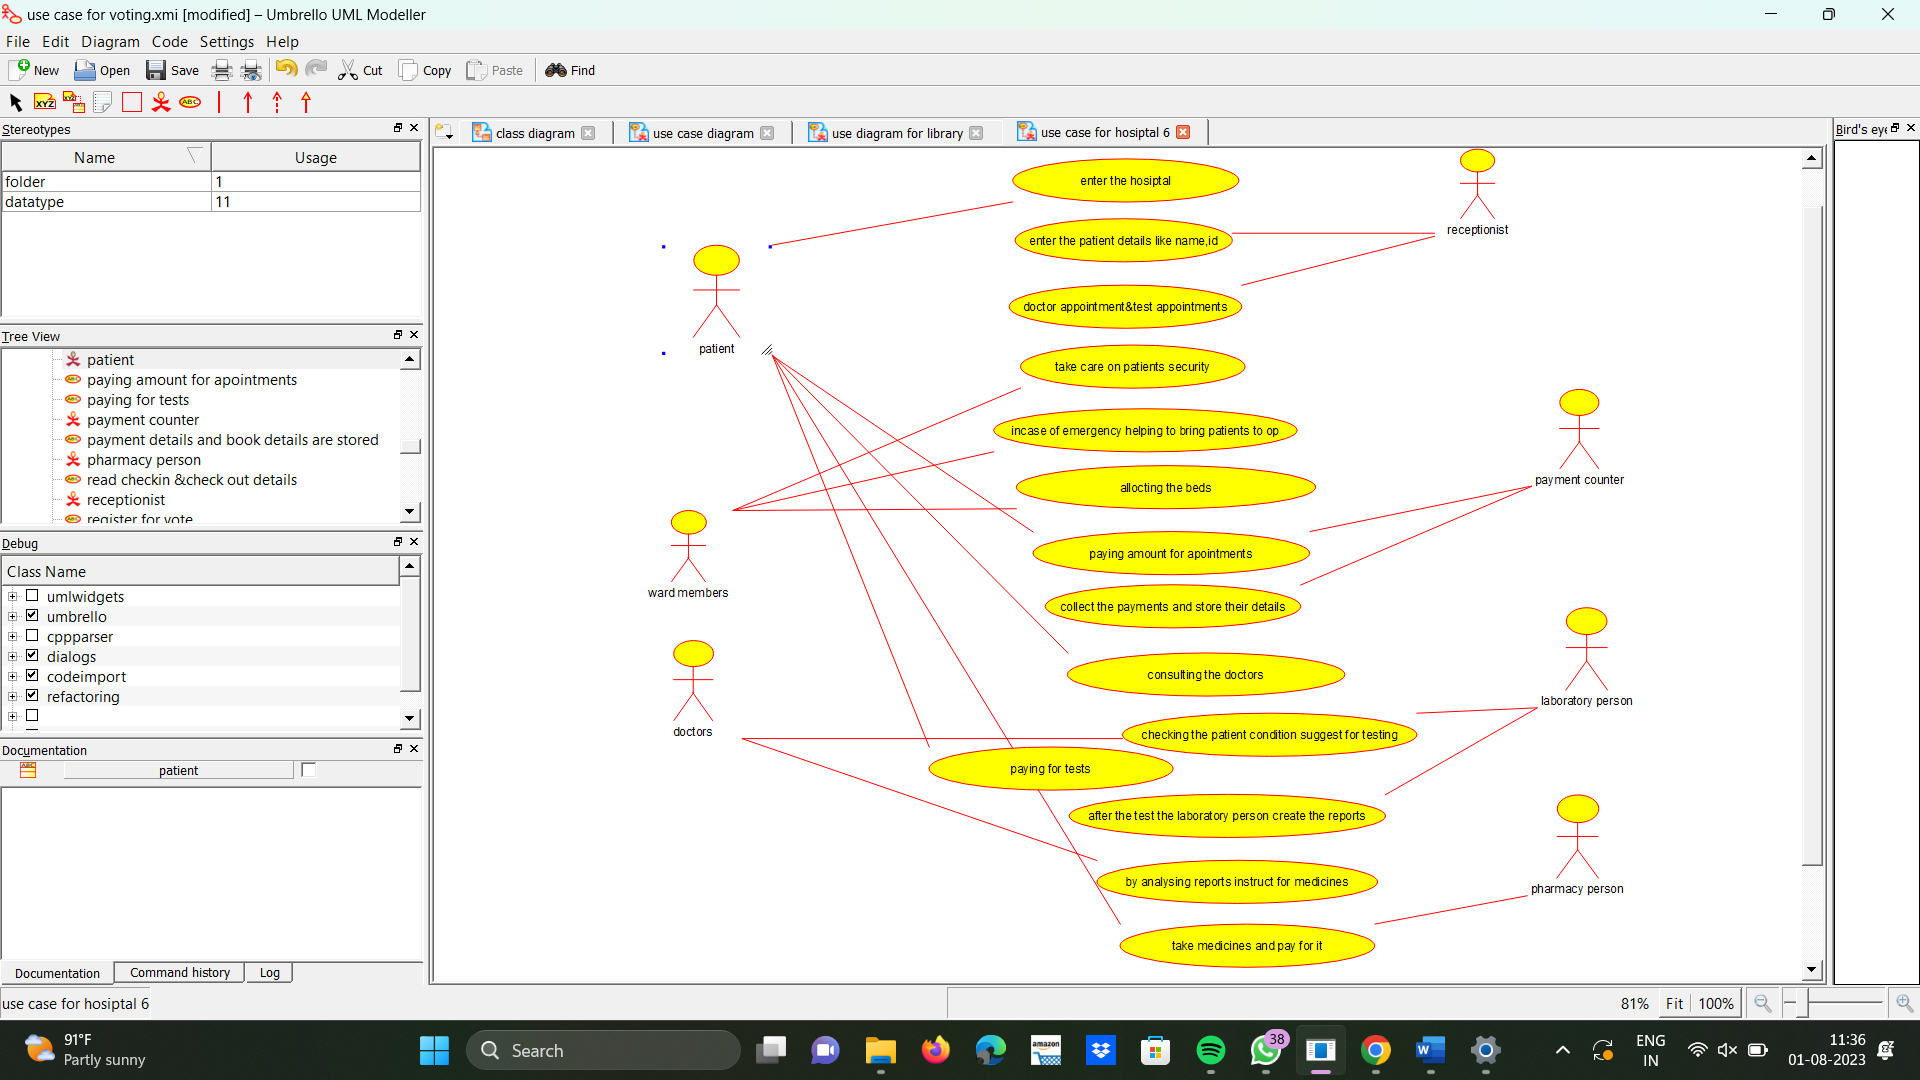 use case for voting.xmi [modified] – Umbrello UML Modeller
File Edit Diagram Code Settings Help
New Open Save Cut Copy Paste Find
XYZ XYZ ABC
Stereotypes
Name Usage
folder 1
datatype 11
Tree View
patient
paying amount for apointments
paying for tests
payment counter
payment details and book details are stored
pharmacy person
read checkin &check out details
receptionist
register for vote
Debug
Class Name
umlwidgets
umbrello
cppparser
dialogs
codeimport
refactoring
Documentation
patient
Documentation Command history Log
class diagram use case diagram use diagram for library use case for hosiptal 6
Bird's eye
enter the hosiptal
enter the patient details like name,id
receptionist
doctor appointment&test appointments
patient
take care on patients security
incase of emergency helping to bring patients to op
allocting the beds
payment counter
paying amount for apointments
ward members
collect the payments and store their details
consulting the doctors
laboratory person
doctors
checking the patient condition suggest for testing
paying for tests
after the test the laboratory person create the reports
by analysing reports instruct for medicines
pharmacy person
take medicines and pay for it
use case for hosiptal 6
81% Fit 100%
91°F
Partly sunny
Search
amazon
38
ENG
IN
11:36
01-08-2023